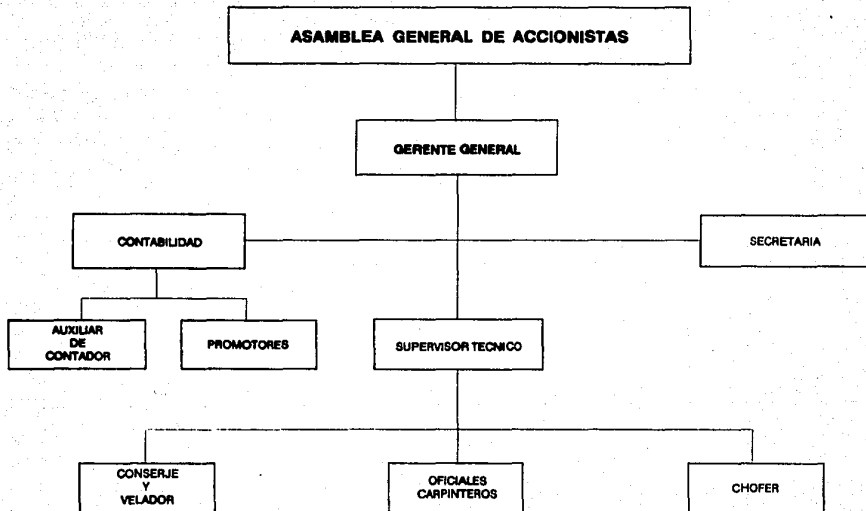 ASAMBLEA GENERAL DE ACCIONISTAS
GERENTE GENERAL
CONTABILIDAD
SECRETARIA
AUXILIAR
DE
CONTADOR
PROMOTORES
SUPERVISOR TECNICO
CONSERJE
Y
VELADOR
OFICIALES
CARPINTEROS
CHOFER